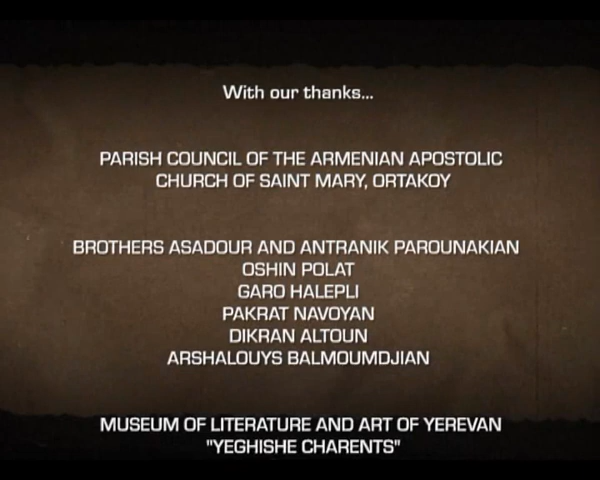 With our thanks...
PARISH COUNCIL OF THE ARMENIAN APOSTOLIC
CHURCH OF SAINT MARY, ORTAKOY
BROTHERS ASADOUR AND ANTRANIK PAROUNAKIAN
OSHIN POLAT
GARO HALEPLI
PAKRAT NAVOYAN
DIKRAN ALTOUN
ARSHALOUYS BALMOUMDJIAN
MUSEUM OF LITERATURE AND ART OF YEREVAN
"YEGHISHE CHARENTS"